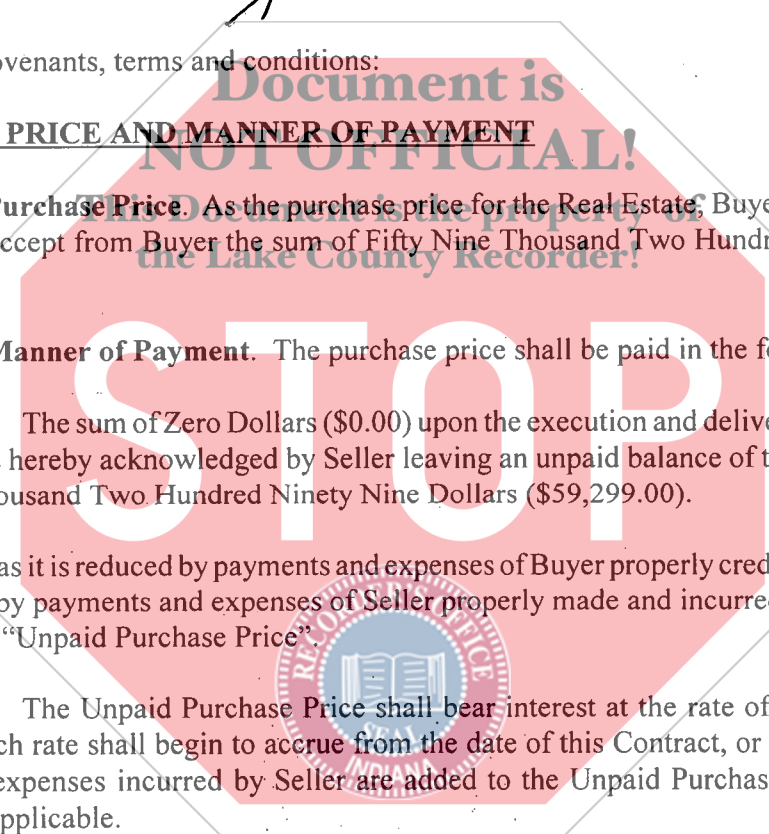 ovenants, terms and conditions:
Document is
PRICE AND MANNER OF PAYMENT
NOT OFFICIAL!
Purchase Price. As the purchase price for the Real Estate, Buye
This Document is the property of
ccept from Buyer the sum of Fifty Nine Thousand Two Hundr
the Lake County Recorder!
Manner of Payment. The purchase price shall be paid in the fo
STOP
The sum of Zero Dollars ($0.00) upon the execution and delive
hereby acknowledged by Seller leaving an unpaid balance of t
ousand Two Hundred Ninety Nine Dollars ($59,299.00).
as it is reduced by payments and expenses of Buyer properly cred
by payments and expenses of Seller properly made and incurre
“Unpaid Purchase Price”.
RECORDER'S OFFICE
SEAL
INDIANA
The Unpaid Purchase Price shall bear interest at the rate of
ch rate shall begin to accrue from the date of this Contract, or
expenses incurred by Seller are added to the Unpaid Purchas
pplicable.